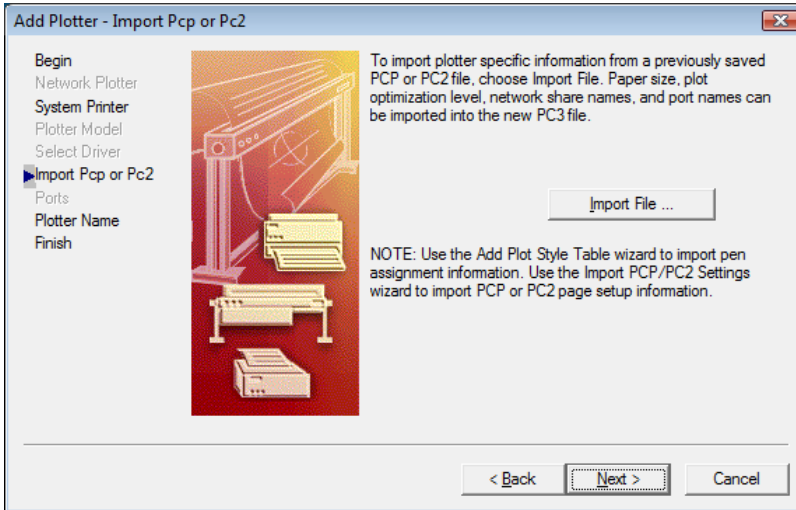 Add Plotter - Import Pcp or Pc2
Begin
Network Plotter
System Printer
Plotter Model
Select Driver
Import Pcp or Pc2
Ports
Plotter Name
Finish
To import plotter specific information from a previously saved
PCP or PC2 file, choose Import File. Paper size, plot
optimization level, network share names, and port names can
be imported into the new PC3 file.
Import File ...
NOTE: Use the Add Plot Style Table wizard to import pen
assignment information. Use the Import PCP/PC2 Settings
wizard to import PCP or PC2 page setup information.
< Back
Next >
Cancel